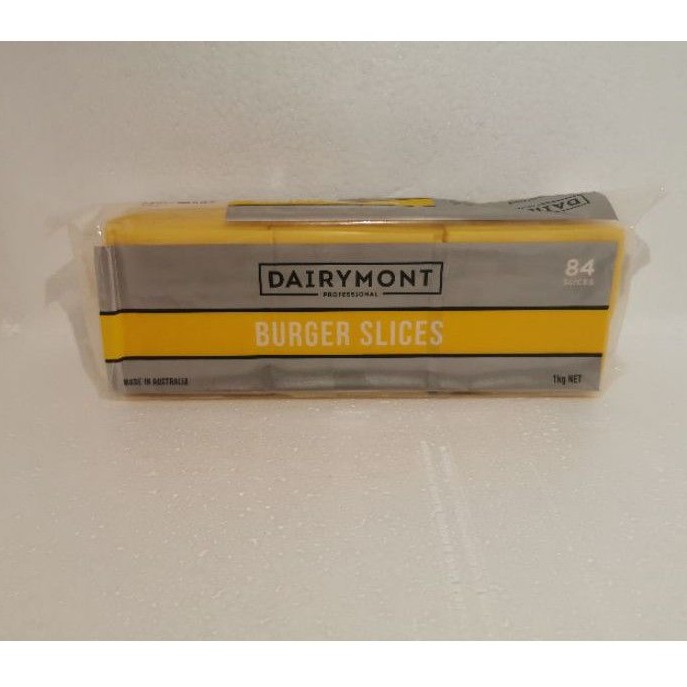 DAIRYMONT
PROFESSIONAL
84
SLICES
BURGER SLICES
MADE IN AUSTRALIA
1kg NET